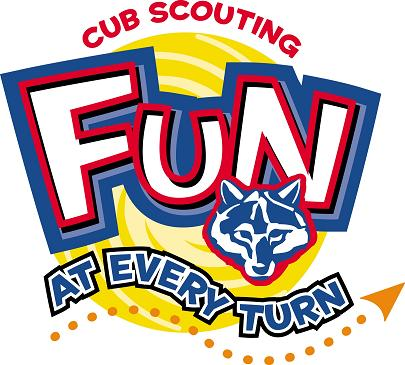 CUB SCOUTING
FUN
AT EVERY TURN